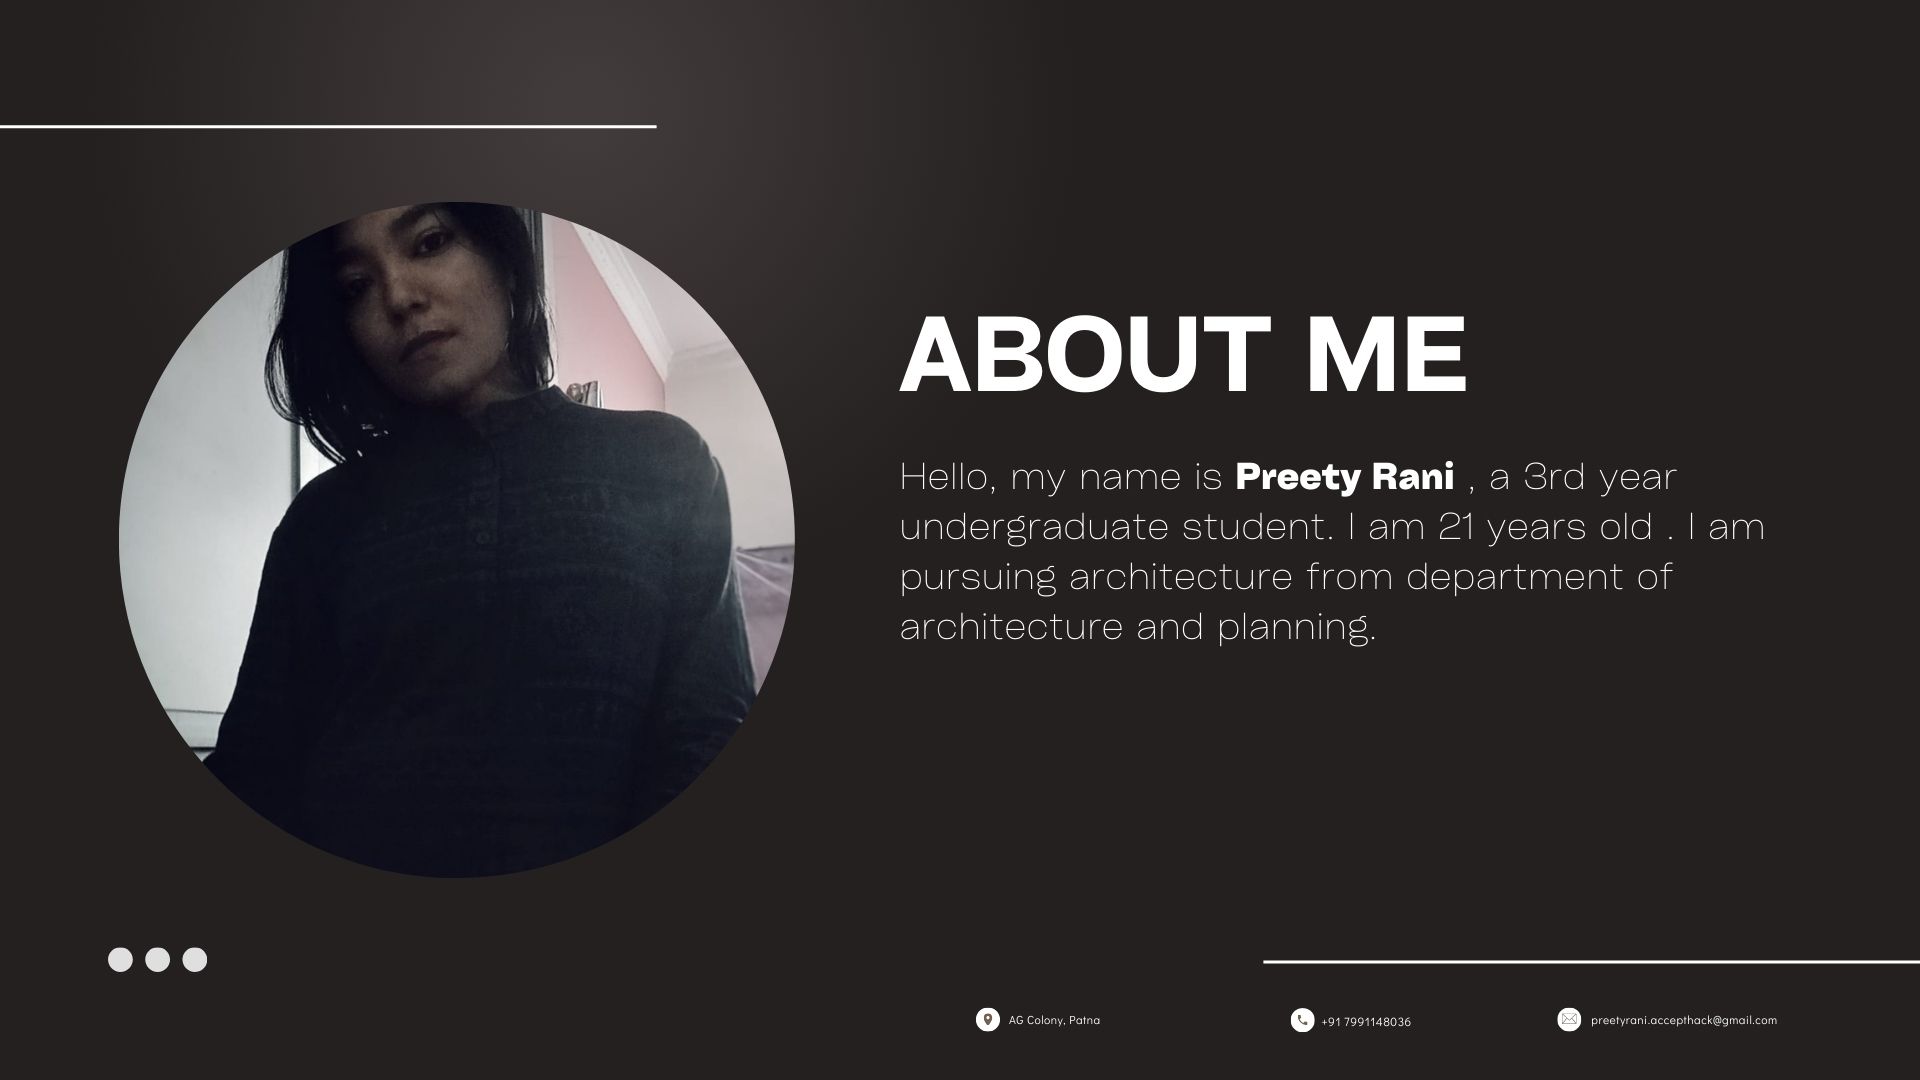 ABOUT ME
Hello, my name is Preety Rani , a 3rd year
undergraduate student. I am 21 years old . I am
pursuing architecture from department of
architecture and planning.
AG Colony, Patna
+91 7991148036
preetyrani.accepthack@gmail.com